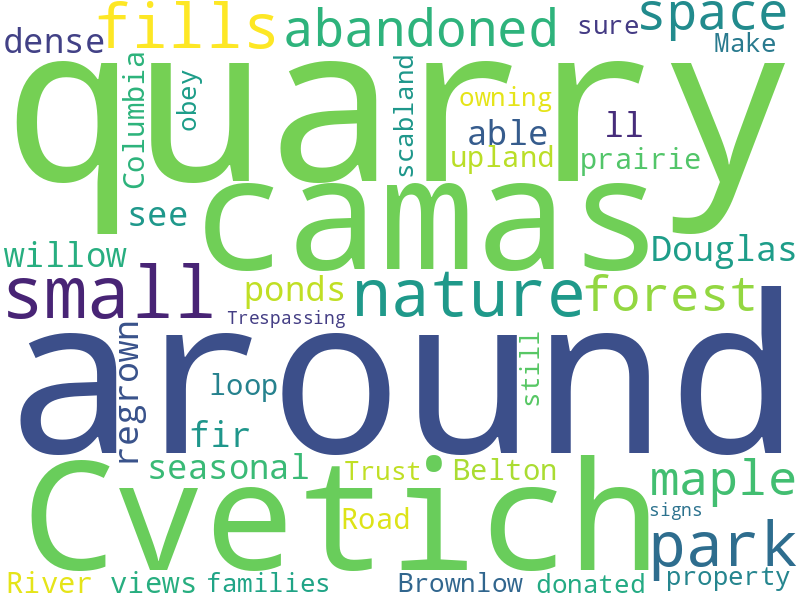 dense fills abandoned sure space
Make
quarry
Columbia obey scabland owning
able ll
upland prairie
see camas
willow Douglas
small ponds nature forest
Trespassing
around
regrown loop still
fir
Cvetich
seasonal Trust Belton maple
Road signs
park
River views families Brownlow donated property